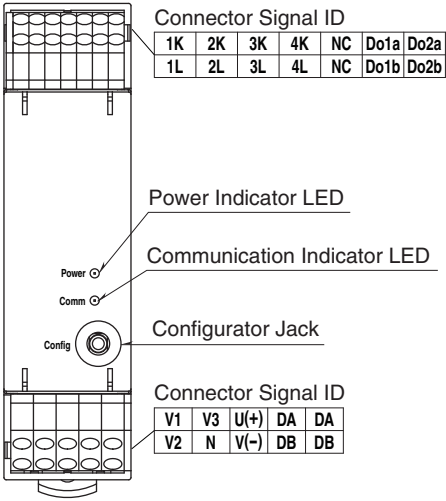 Connector Signal ID
1K 2K 3K 4K NC Do1a Do2a
1L 2L 3L 4L NC Do1b Do2b
Power Indicator LED
Communication Indicator LED
Power
Comm
Configurator Jack
Config
Connector Signal ID
V1 V3 U(+) DA DA
V2 N V(−) DB DB